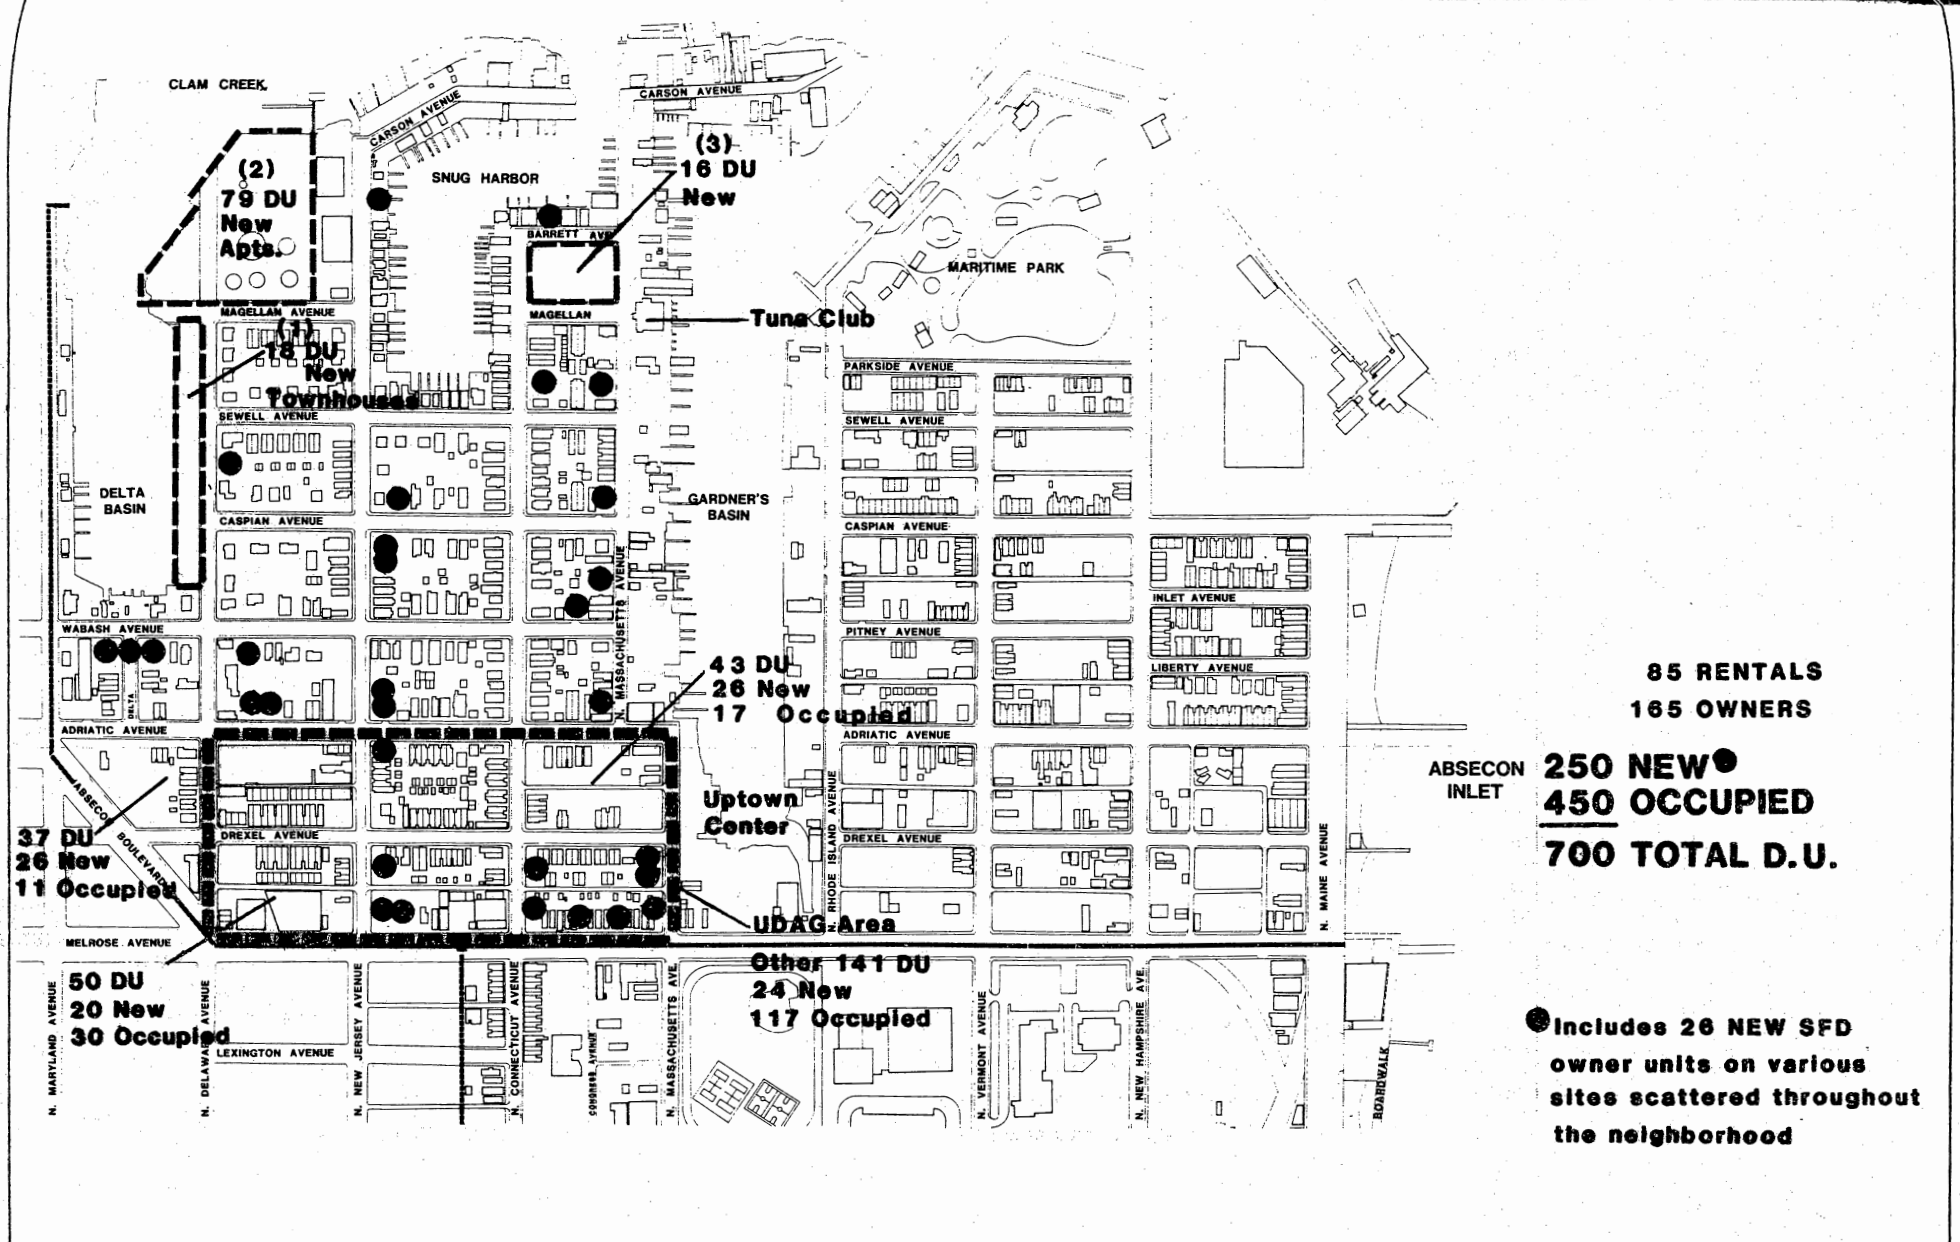 CLAM CREEK
CARSON AVENUE
CARSON AVENUE
(2)
79 DU
New
Apts.
SNUG HARBOR
(3)
16 DU
New
BARRETT AVE
MARITIME PARK
MAGELLAN AVENUE
MAGELLAN
Tuna Club
(1)
18 DU
New
Townhouses
PARKSIDE AVENUE
SEWELL AVENUE
SEWELL AVENUE
DELTA
BASIN
GARDNER'S
BASIN
CASPIAN AVENUE
CASPIAN AVENUE
INLET AVENUE
WABASH AVENUE
PITNEY AVENUE
N. MASSACHUSETTS AVENUE
LIBERTY AVENUE
DELTA
43 DU
26 New
17 Occupied
85 RENTALS
165 OWNERS
ADRIATIC AVENUE
ADRIATIC AVENUE
ABSECON
INLET
250 NEW
450 OCCUPIED
700 TOTAL D.U.
ABSECON BOULEVARD
Uptown
Center
N. RHODE ISLAND AVENUE
DREXEL AVENUE
DREXEL AVENUE
N. MAINE AVENUE
37 DU
26 New
11 Occupied
UDAG Area
MELROSE AVENUE
50 DU
20 New
30 Occupied
Other 141 DU
24 New
117 Occupied
LEXINGTON AVENUE
N. MARYLAND AVENUE
N. DELAWARE AVENUE
N. NEW JERSEY AVENUE
N. CONNECTICUT AVENUE
CONGRESS AVENUE
N. MASSACHUSETTS AVE.
N. VERMONT AVENUE
N. NEW HAMPSHIRE AVE.
BOARDWALK
Includes 26 NEW SFD
owner units on various
sites scattered throughout
the neighborhood